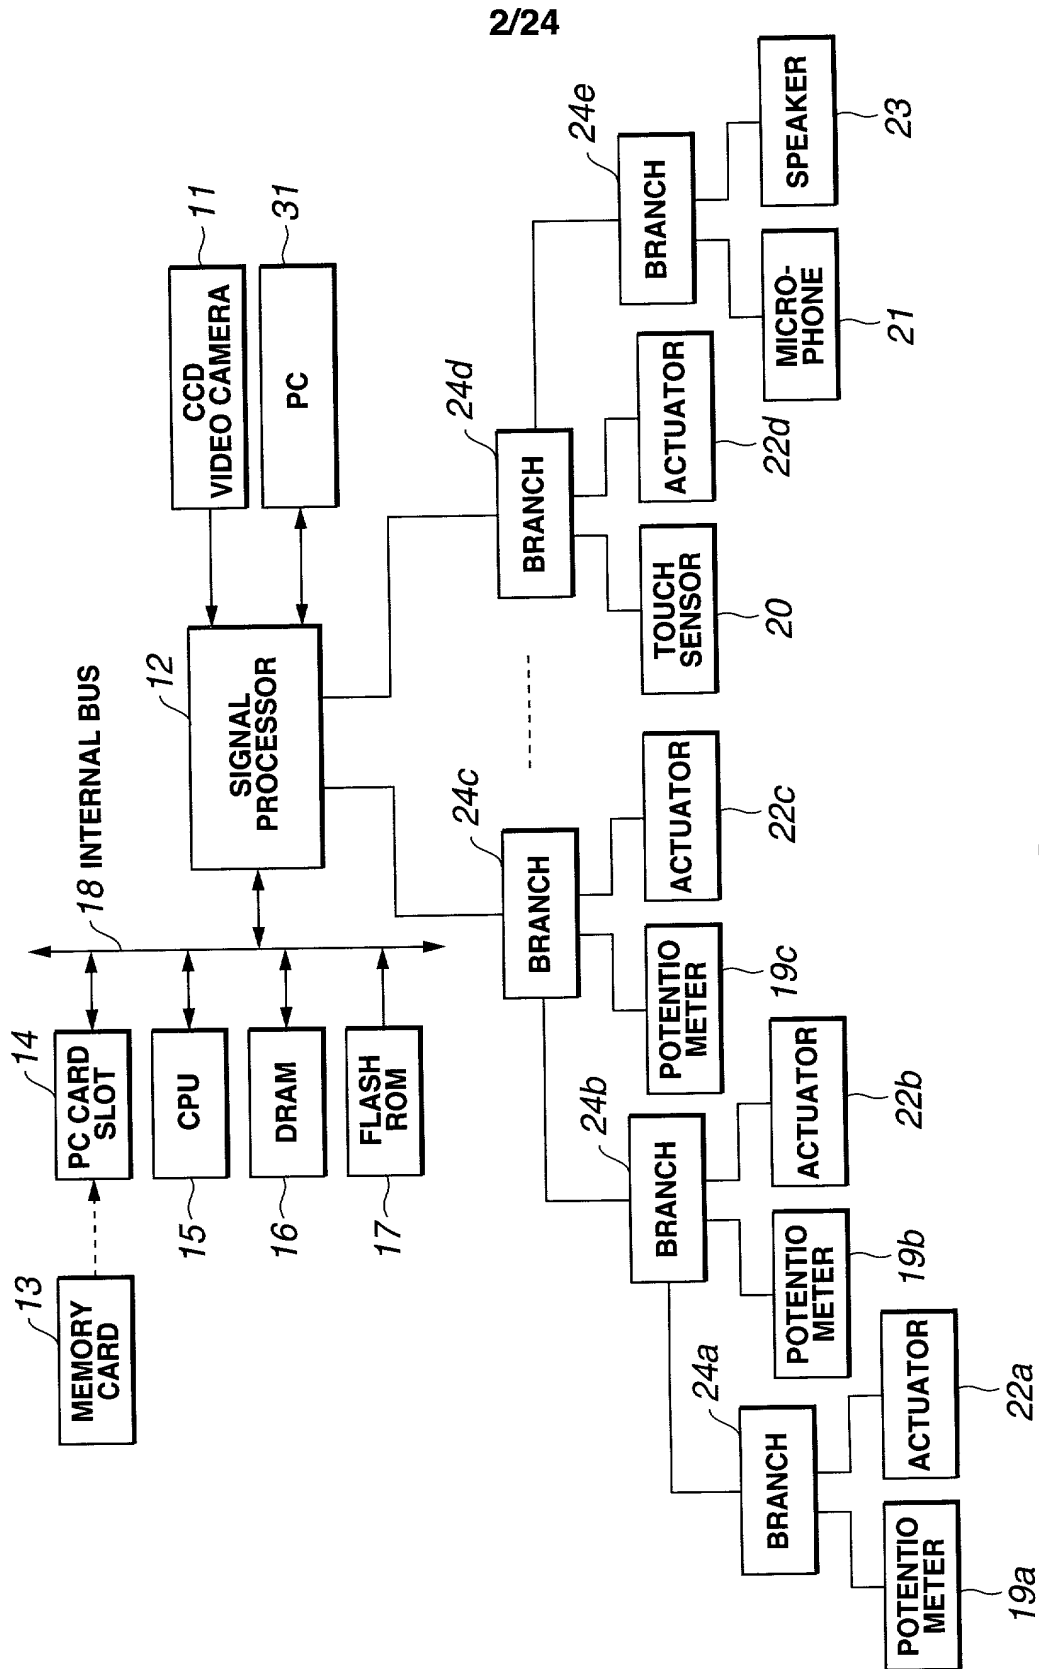 2/24
CCD
VIDEO CAMERA
11
PC
31
12
SIGNAL
PROCESSOR
18 INTERNAL BUS
14
PC CARD
SLOT
13
MEMORY
CARD
CPU
15
DRAM
16
FLASH
ROM
17
24c
BRANCH
24d
BRANCH
24e
BRANCH
24b
BRANCH
24a
BRANCH
POTENTIO
METER
19a
ACTUATOR
22a
POTENTIO
METER
19b
ACTUATOR
22b
POTENTIO
METER
19c
ACTUATOR
22c
TOUCH
SENSOR
20
ACTUATOR
22d
MICRO-
PHONE
21
SPEAKER
23